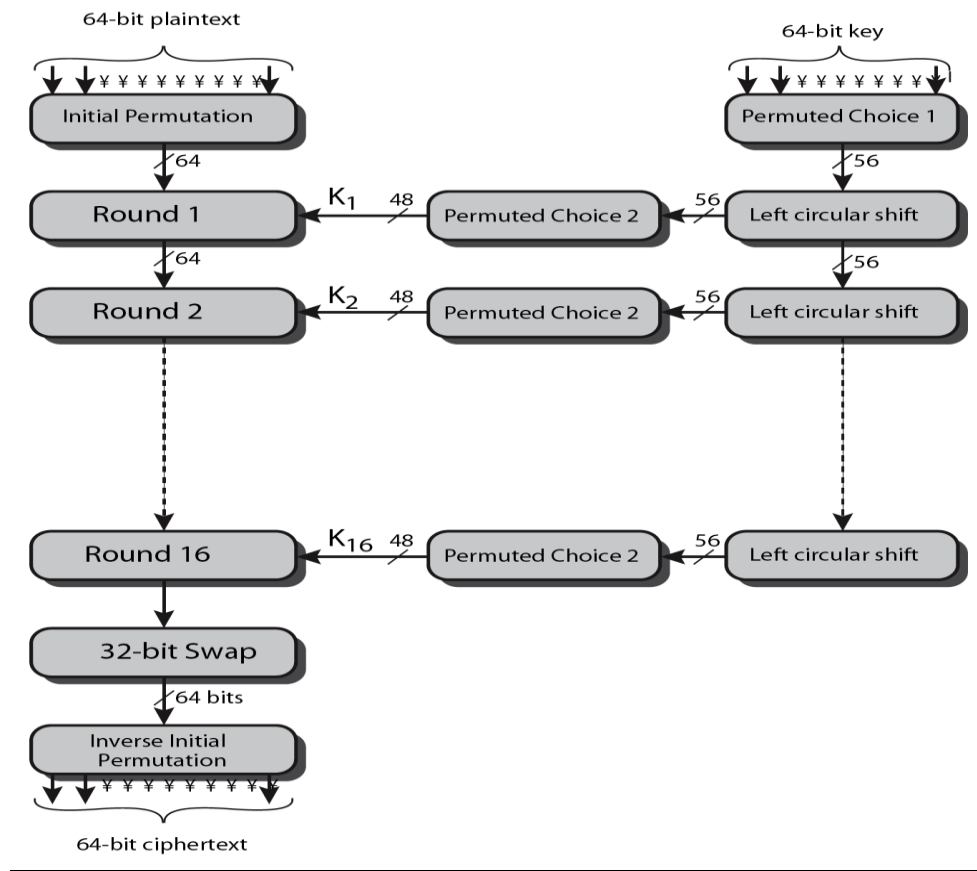 64-bit plaintext
64-bit key
¥ ¥ ¥ ¥ ¥ ¥ ¥ ¥ ¥
¥ ¥ ¥ ¥ ¥ ¥ ¥ ¥
Initial Permutation
Permuted Choice 1
64
56
Round 1
K1
48
Permuted Choice 2
56
Left circular shift
64
56
Round 2
K2
48
Permuted Choice 2
56
Left circular shift
Round 16
K16
48
Permuted Choice 2
56
Left circular shift
32-bit Swap
64 bits
Inverse Initial
Permutation
¥ ¥ ¥ ¥ ¥ ¥ ¥ ¥ ¥
64-bit ciphertext